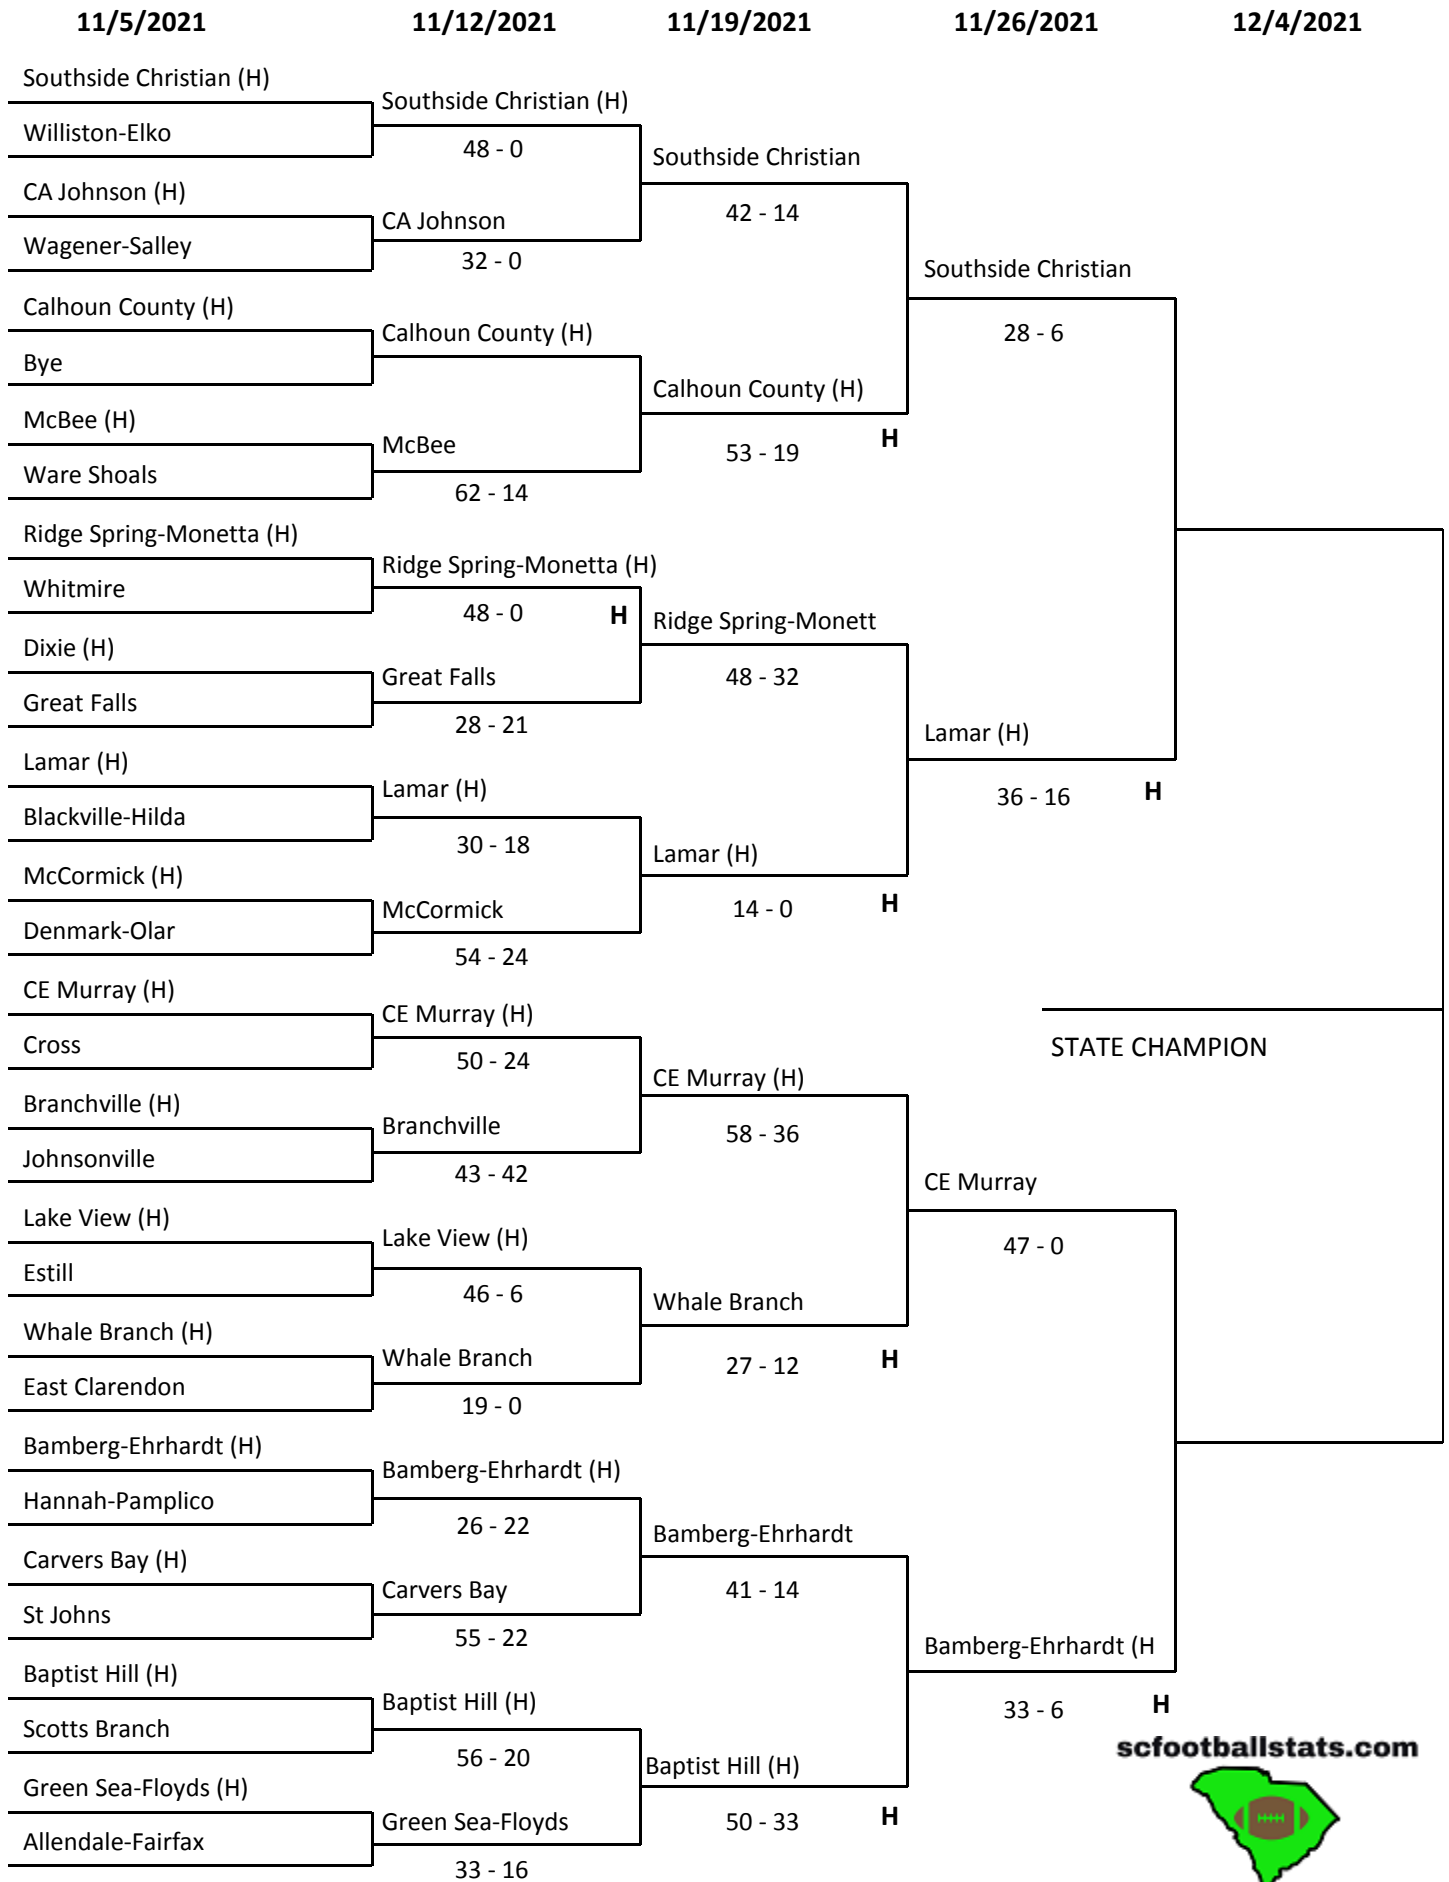 11/5/2021 11/12/2021 11/19/2021 11/26/2021 12/4/2021
Southside Christian (H)
Williston-Elko
CA Johnson (H)
Wagener-Salley
Calhoun County (H)
Bye
McBee (H)
Ware Shoals
Ridge Spring-Monetta (H)
Whitmire
Dixie (H)
Great Falls
Lamar (H)
Blackville-Hilda
McCormick (H)
Denmark-Olar
CE Murray (H)
Cross
Branchville (H)
Johnsonville
Lake View (H)
Estill
Whale Branch (H)
East Clarendon
Bamberg-Ehrhardt (H)
Hannah-Pamplico
Carvers Bay (H)
St Johns
Baptist Hill (H)
Scotts Branch
Green Sea-Floyds (H)
Allendale-Fairfax
Southside Christian (H)
48 - 0
CA Johnson
32 - 0
Calhoun County (H)
McBee
62 - 14
Ridge Spring-Monetta (H)
48 - 0 H
Great Falls
28 - 21
Lamar (H)
30 - 18
McCormick
54 - 24
CE Murray (H)
50 - 24
Branchville
43 - 42
Lake View (H)
46 - 6
Whale Branch
19 - 0
Bamberg-Ehrhardt (H)
26 - 22
Carvers Bay
55 - 22
Baptist Hill (H)
56 - 20
Green Sea-Floyds
33 - 16
Southside Christian
42 - 14
Calhoun County (H)
53 - 19 H
Ridge Spring-Monett
48 - 32
Lamar (H)
14 - 0 H
CE Murray (H)
58 - 36
Whale Branch
27 - 12 H
Bamberg-Ehrhardt
41 - 14
Baptist Hill (H)
50 - 33 H
Southside Christian
28 - 6
Lamar (H)
36 - 16 H
CE Murray
47 - 0
Bamberg-Ehrhardt (H
33 - 6 H
STATE CHAMPION
scfootballstats.com